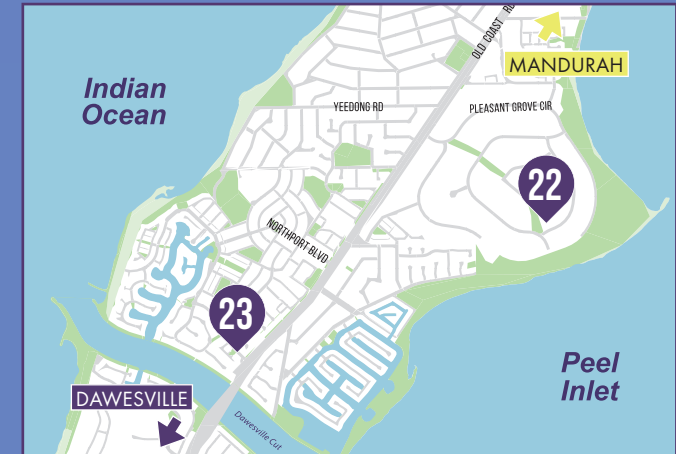 OLD COAST RD
MANDURAH
Indian
Ocean
YEEDONG RD
PLEASANT GROVE CIR
22
NORTHPORT BLVD
23
Peel
Inlet
DAWESVILLE
Dawesville Cut